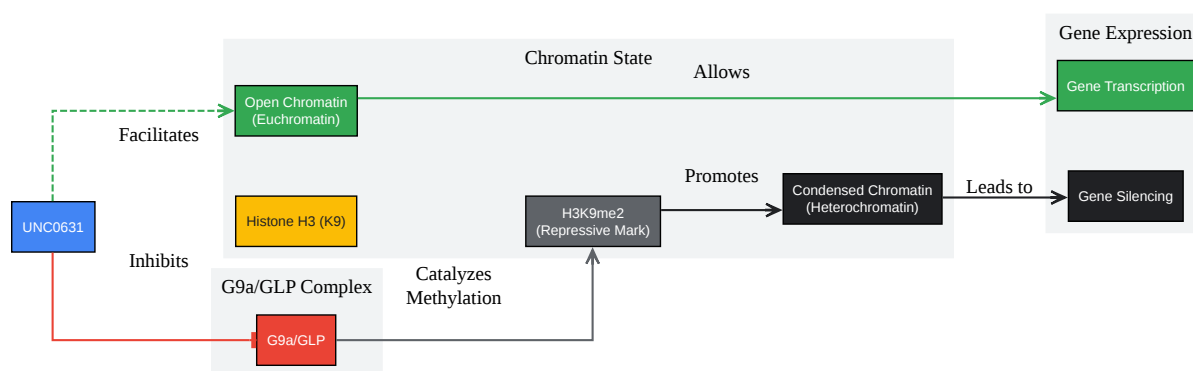 Gene Expression
Chromatin State
Allows
Gene Transcription
Open Chromatin
(Euchromatin)
Facilitates
Promotes
Condensed Chromatin
(Heterochromatin)
Leads to
Gene Silencing
UNC0631
Histone H3 (K9)
H3K9me2
(Repressive Mark)
Inhibits
Catalyzes
Methylation
G9a/GLP Complex
G9a/GLP